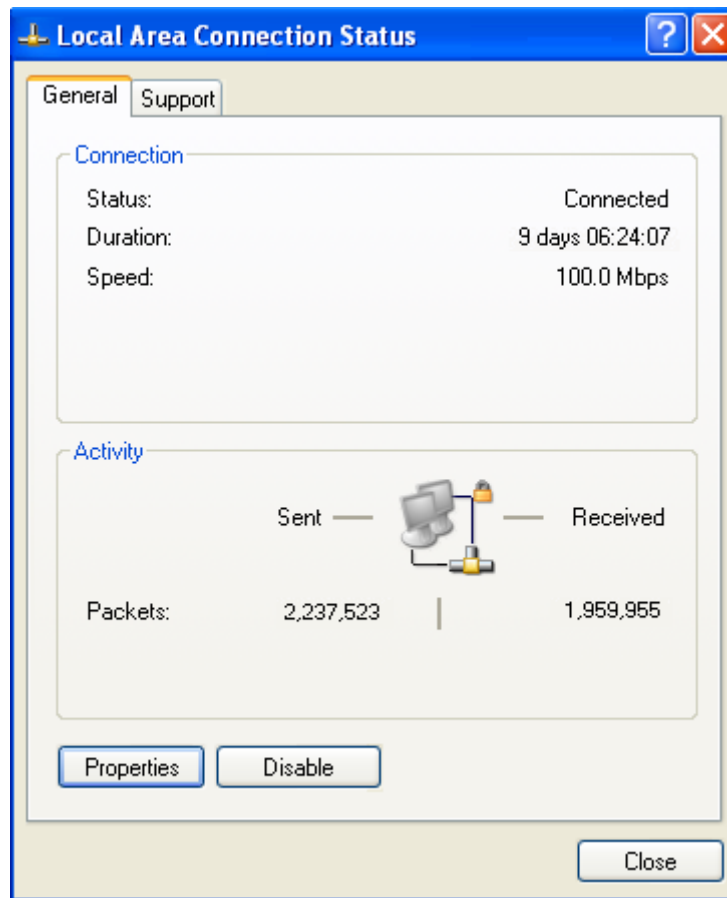 Local Area Connection Status
General Support
Connection
Status: Connected
Duration: 9 days 06:24:07
Speed: 100.0 Mbps
Activity
Sent Received
Packets: 2,237,523 1,959,955
Properties Disable
Close